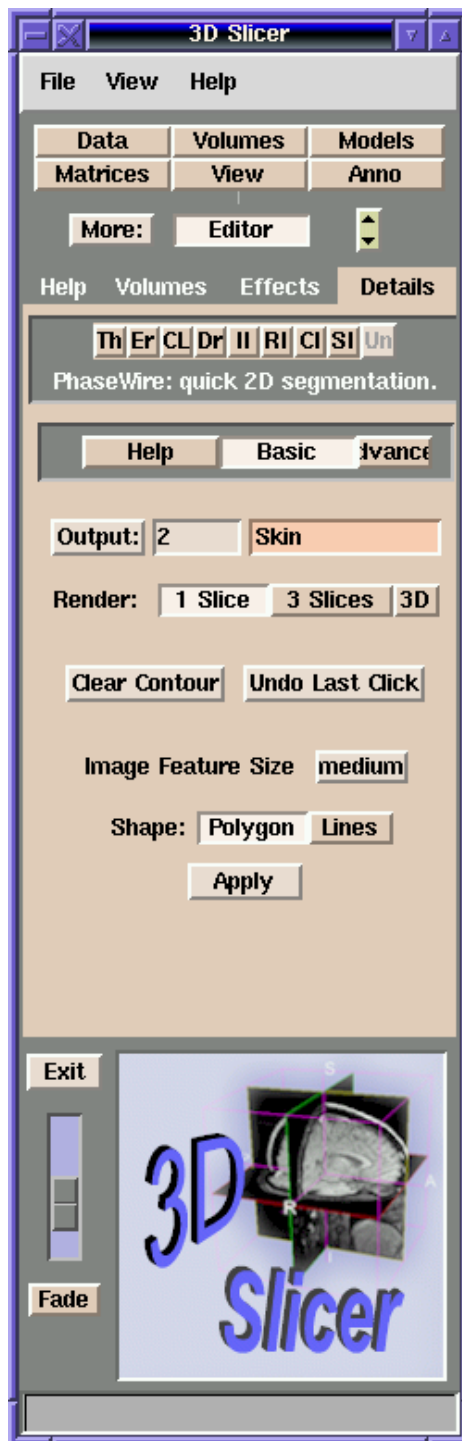 3D Slicer
File View Help
Data Volumes Models
Matrices View Anno
More: Editor
Help Volumes Effects Details
Th Er CL Dr II RI CI SI Un
PhaseWire: quick 2D segmentation.
Help Basic dvance
Output: 2 Skin
Render: 1 Slice 3 Slices 3D
Clear Contour Undo Last Click
Image Feature Size medium
Shape: Polygon Lines
Apply
Exit
S
A
R
I
3D
Fade
Slicer